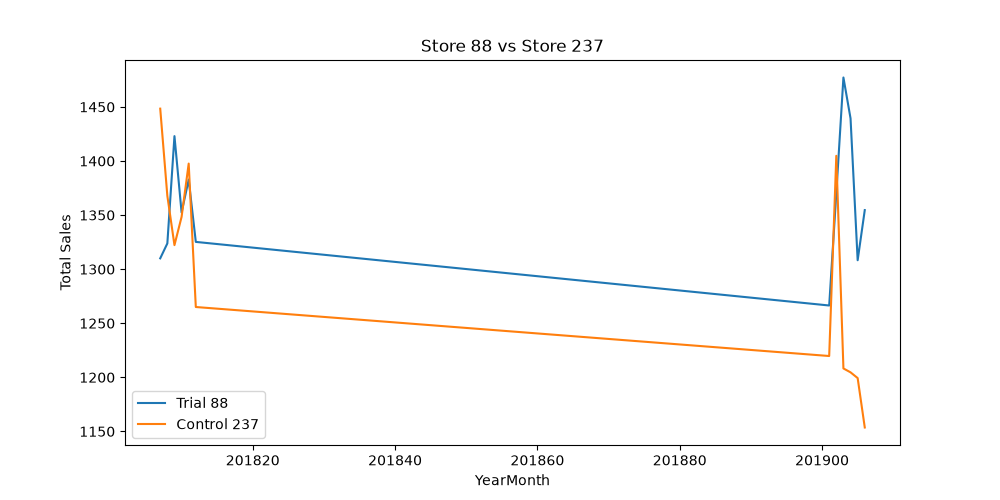 Store 88 vs Store 237
Total Sales
1450
1400
1350
1300
1250
1200
1150
Trial 88
Control 237
201820
201840
201860
201880
201900
YearMonth